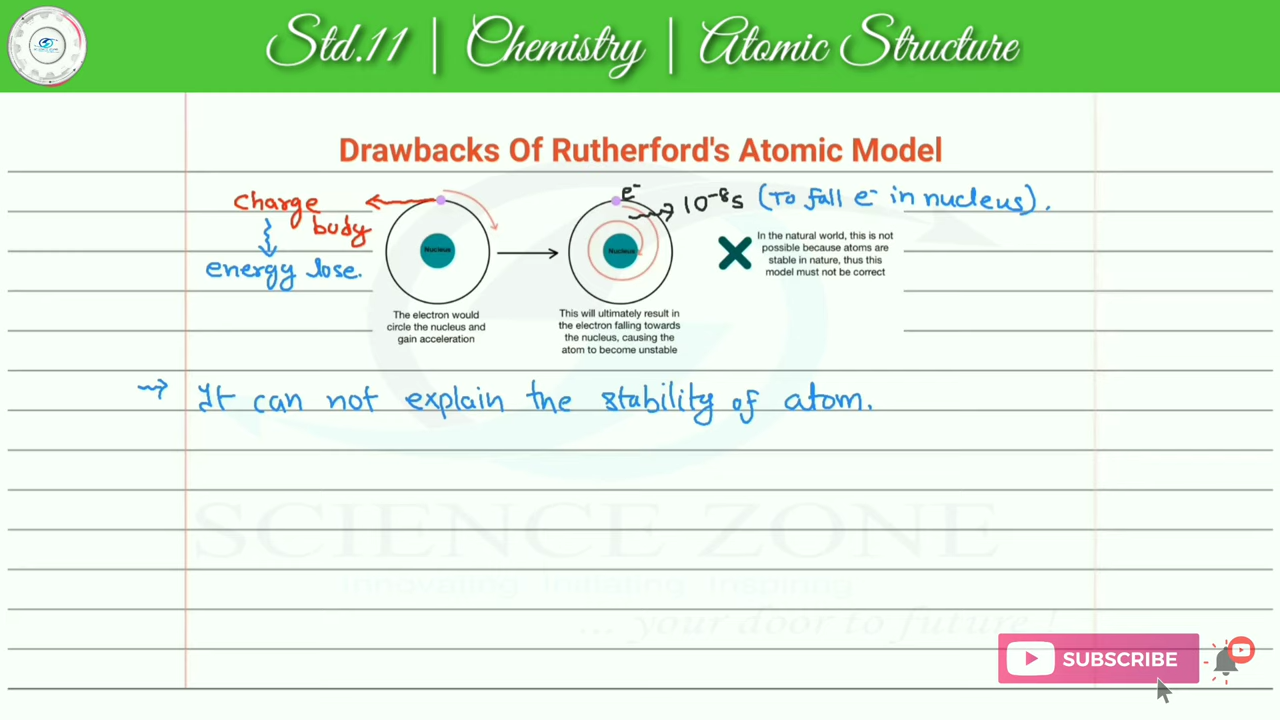 Std.11 | Chemistry | Atomic Structure
Drawbacks Of Rutherford's Atomic Model
charge
body
energy lose.
Nucleus
The electron would
circle the nucleus and
gain acceleration
e⁻
10⁻⁸s (To fall e⁻ in nucleus).
Nucleus
This will ultimately result in
the electron falling towards
the nucleus, causing the
atom to become unstable
In the natural world, this is not
possible because atoms are
stable in nature, thus this
model must not be correct
It can not explain the stability of atom.
SCIENCE ZONE
Innovating Initiating Inspiring
... your door to future !
SUBSCRIBE